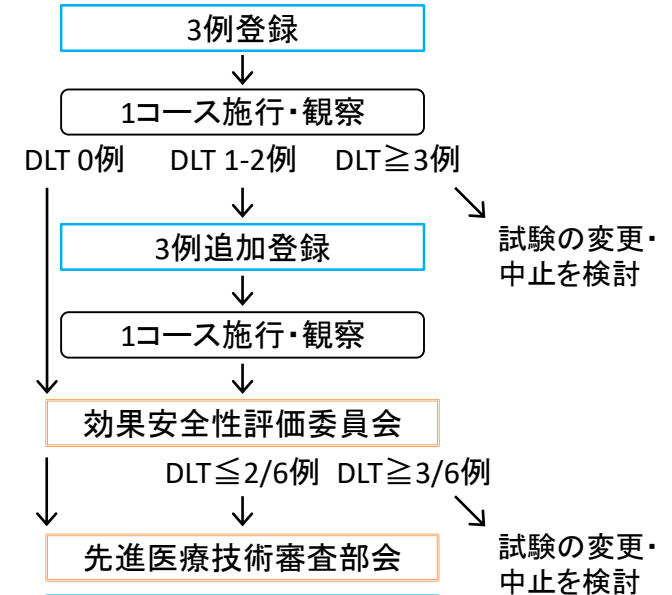 3例登録
1コース施行・観察
DLT 0例 DLT 1-2例 DLT≧3例
試験の変更・
中止を検討
3例追加登録
1コース施行・観察
効果安全性評価委員会
DLT≦2/6例 DLT≧3/6例
先進医療技術審査部会
試験の変更・
中止を検討